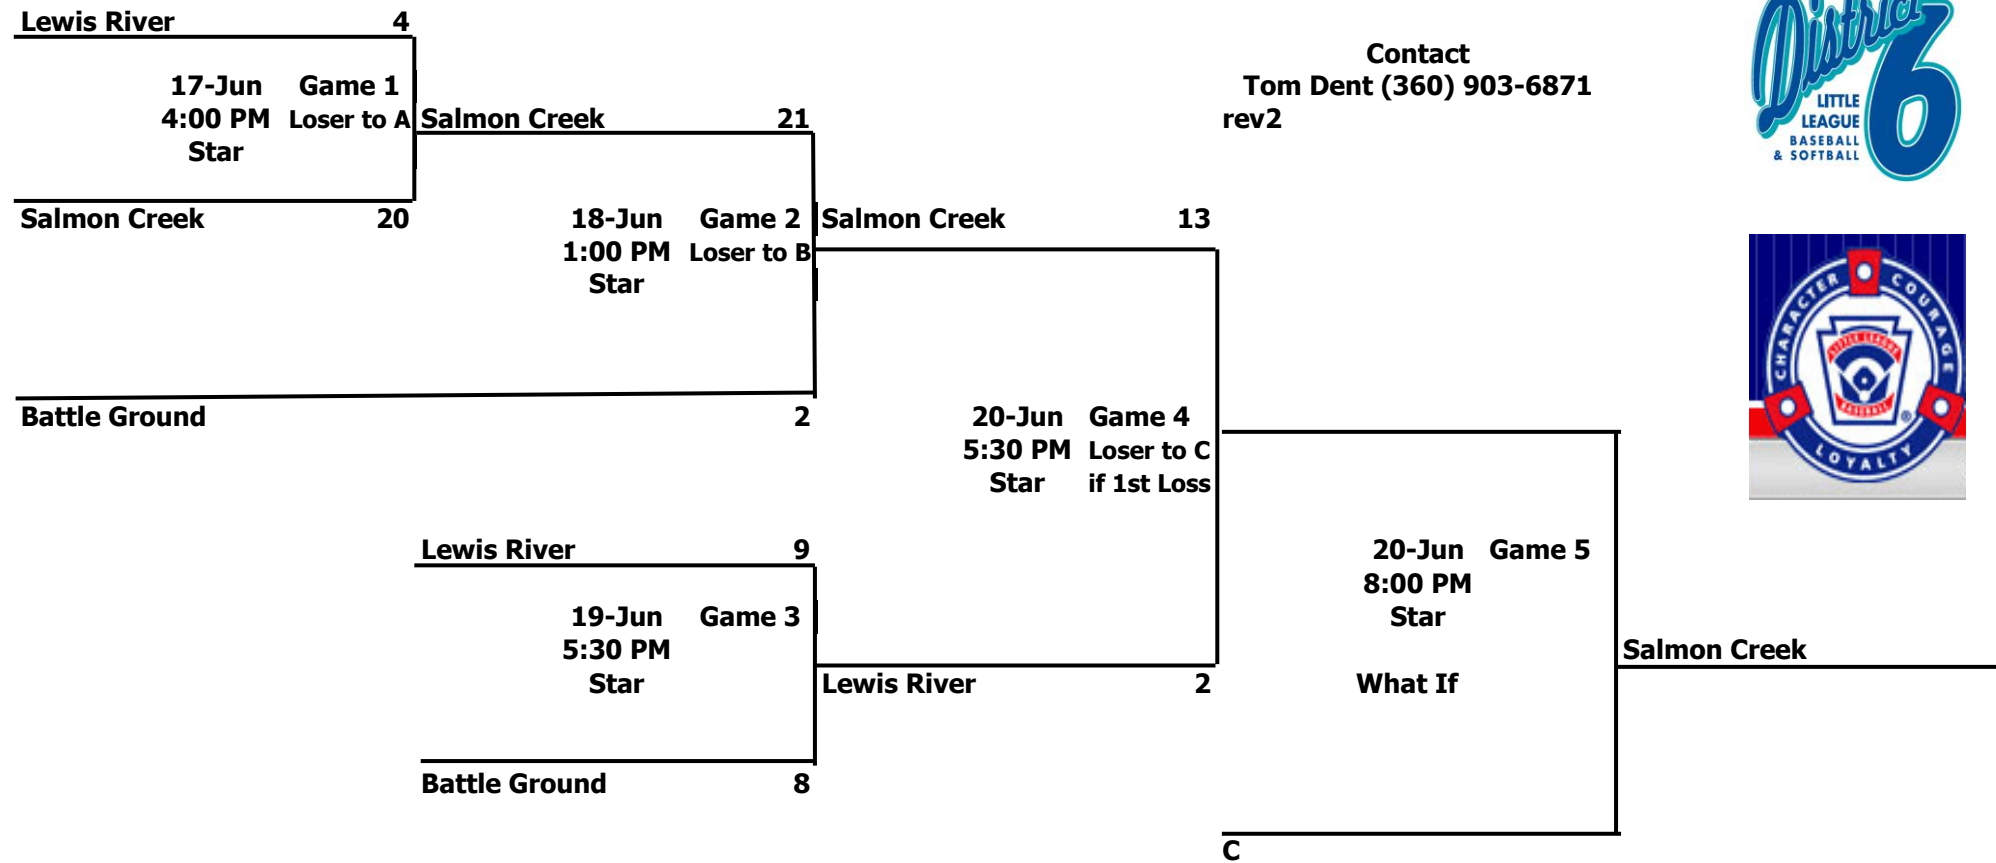 Lewis River 4
17-Jun Game 1
4:00 PM Loser to A
Star
Salmon Creek 20
Salmon Creek 21
18-Jun Game 2
1:00 PM Loser to B
Star
Battle Ground 2
Lewis River 9
19-Jun Game 3
5:30 PM
Star
Battle Ground 8
Salmon Creek 13
20-Jun Game 4
5:30 PM Loser to C
Star if 1st Loss
Lewis River 2
Contact
Tom Dent (360) 903-6871
rev2
20-Jun Game 5
8:00 PM
Star
What If
C
Salmon Creek
District
6
LITTLE
LEAGUE
BASEBALL
& SOFTBALL
CHARACTER
COURAGE
LOYALTY
LITTLE LEAGUE
BASEBALL
®